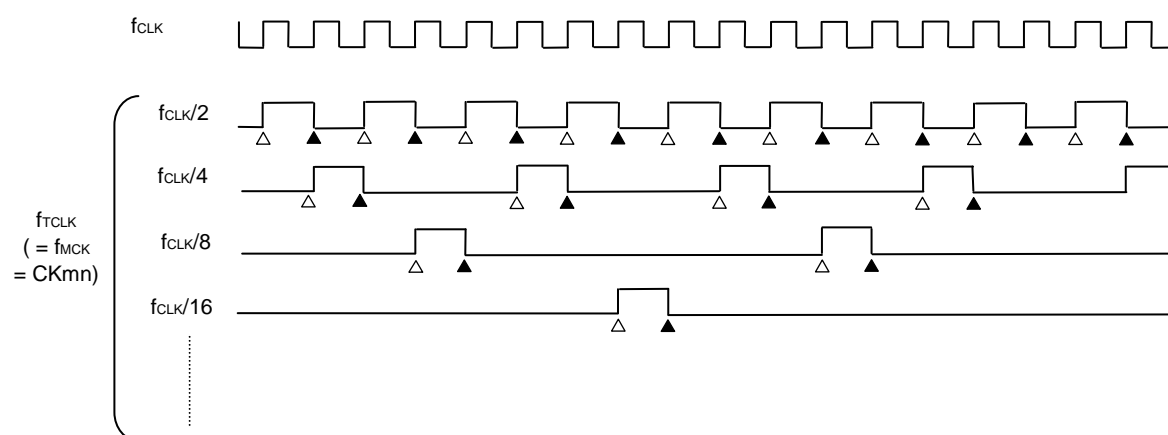 fCLK
fCLK/2
fCLK/4
fTCLK
( = fMCK
= CKmn)
fCLK/8
fCLK/16